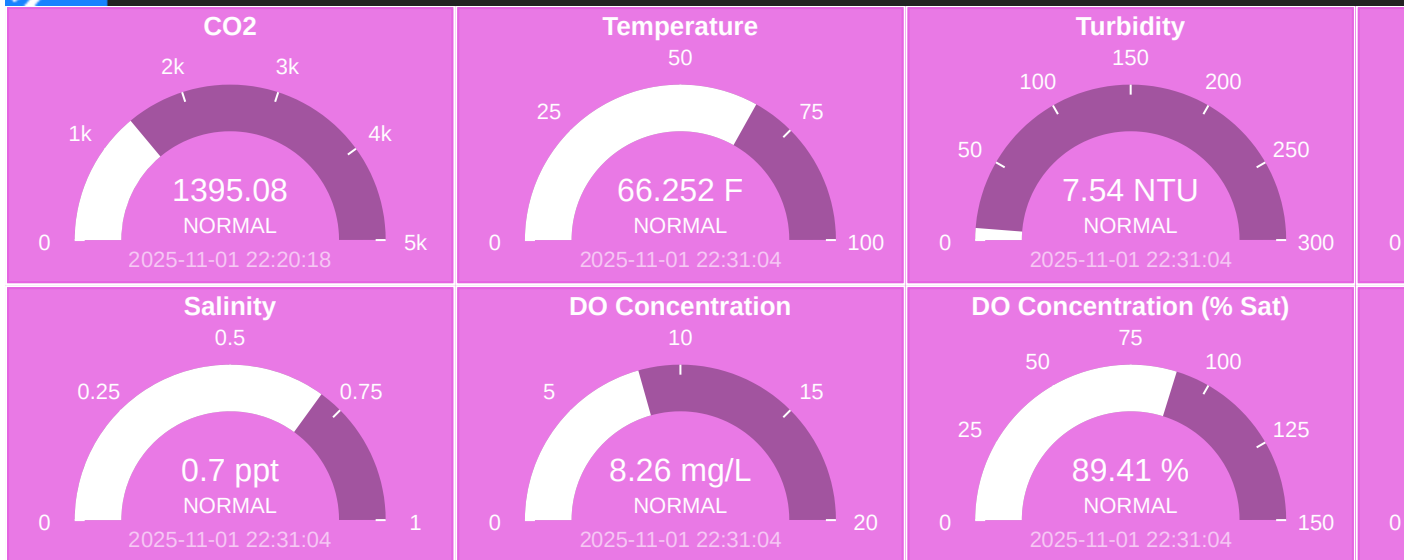 CO2
2k 3k
1k 4k
1395.08
NORMAL
0 5k
2025-11-01 22:20:18
Temperature
50
25 75
66.252 F
NORMAL
0 100
2025-11-01 22:31:04
Turbidity
150
100 200
50 250
7.54 NTU
NORMAL
0 300
2025-11-01 22:31:04
0
Salinity
0.5
0.25 0.75
0.7 ppt
NORMAL
0 1
2025-11-01 22:31:04
DO Concentration
10
5 15
8.26 mg/L
NORMAL
0 20
2025-11-01 22:31:04
DO Concentration (% Sat)
75
50 100
25 125
89.41 %
NORMAL
0 150
2025-11-01 22:31:04
0